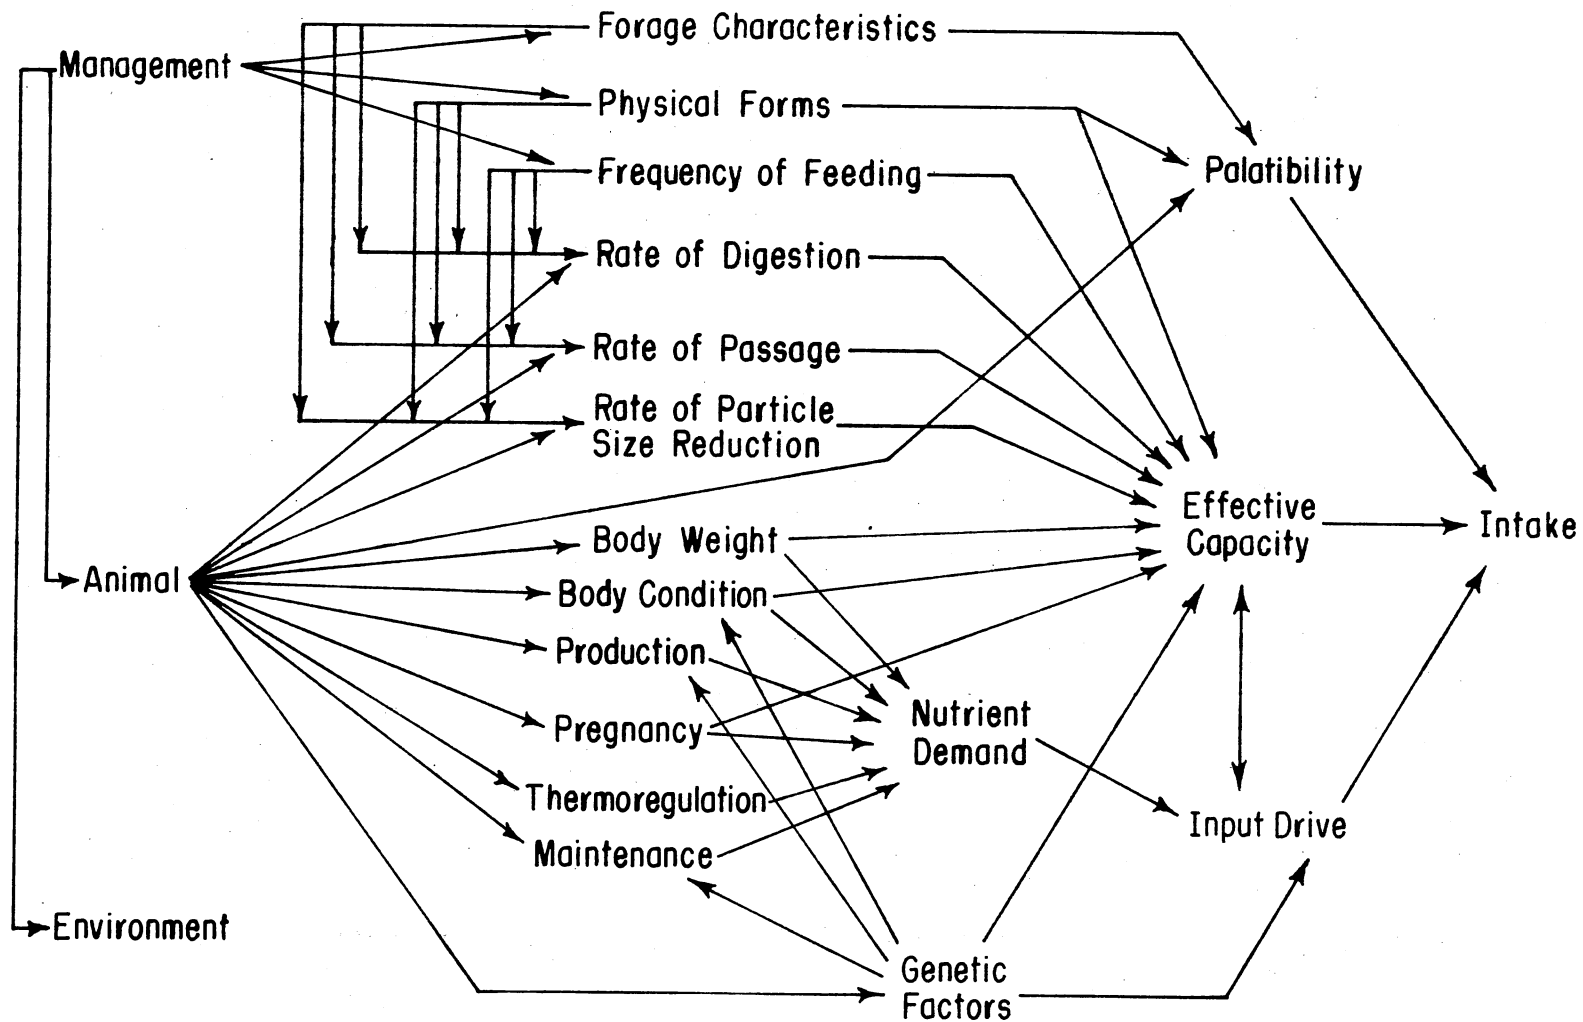 Forage Characteristics
Management
Physical Forms
Palatibility
Frequency of Feeding
Rate of Digestion
Rate of Passage
Rate of Particle
Size Reduction
Effective
Capacity
Intake
Body Weight
Animal
Body Condition
Production
Pregnancy
Nutrient
Demand
Thermoregulation
Input Drive
Maintenance
Environment
Genetic
Factors